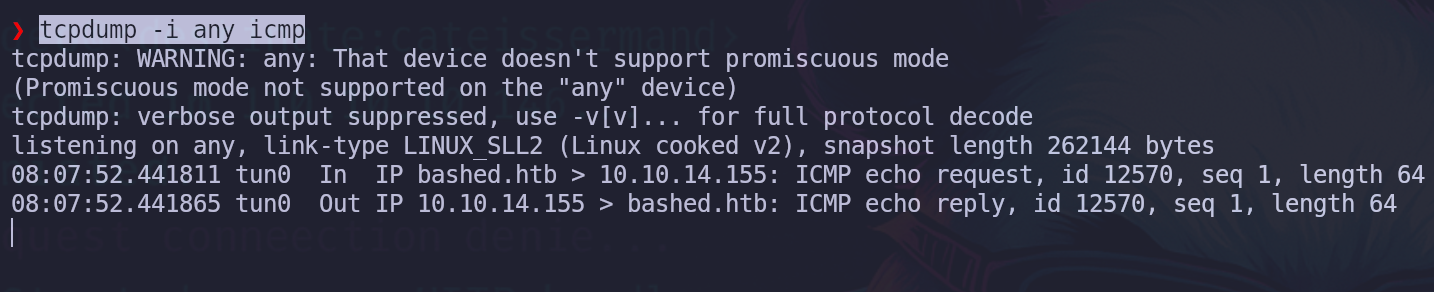 ❯ tcpdump -i any icmp
tcpdump: WARNING: any: That device doesn't support promiscuous mode
(Promiscuous mode not supported on the "any" device)
tcpdump: verbose output suppressed, use -v[v]... for full protocol decode
listening on any, link-type LINUX_SLL2 (Linux cooked v2), snapshot length 262144 bytes
08:07:52.441811 tun0  In  IP bashed.htb > 10.10.14.155: ICMP echo request, id 12570, seq 1, length 64
08:07:52.441865 tun0  Out IP 10.10.14.155 > bashed.htb: ICMP echo reply, id 12570, seq 1, length 64